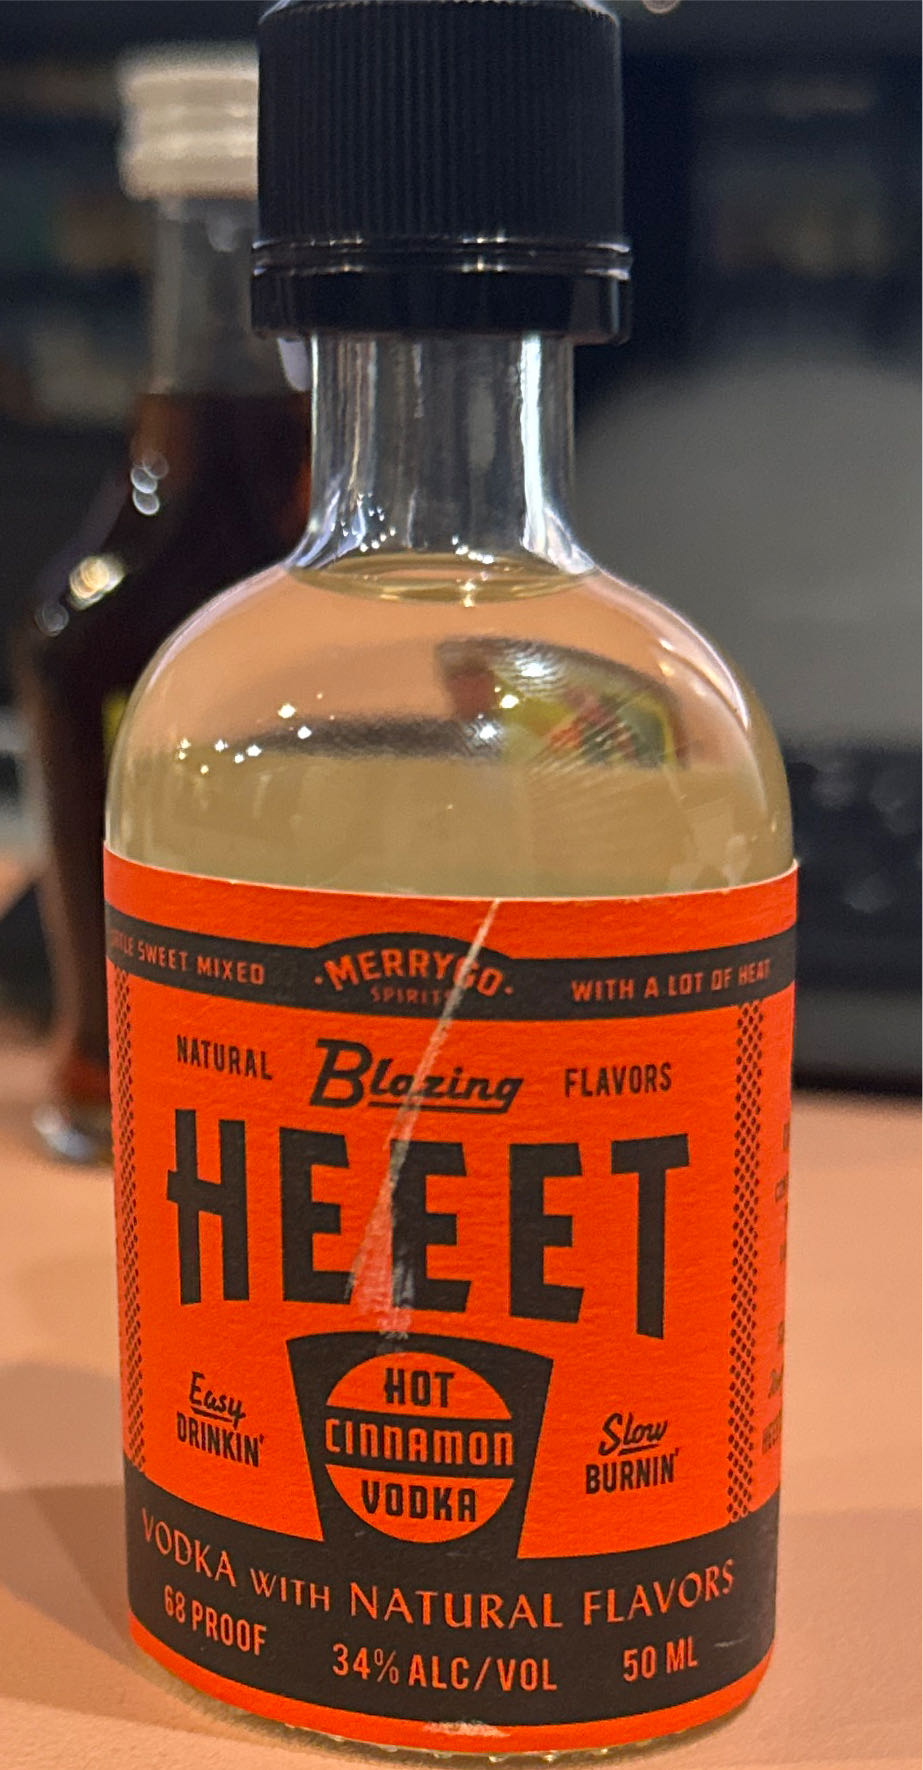 SWEET MIXED
·MERRYGO·
SPIRITS
WITH A LOT OF HEAT
NATURAL
Blazing
FLAVORS
HEEET
HOT
CINNAMON
VODKA
Easy
DRINKIN'
Slow
BURNIN'
VODKA WITH NATURAL FLAVORS
68 PROOF
34% ALC/VOL
50 ML